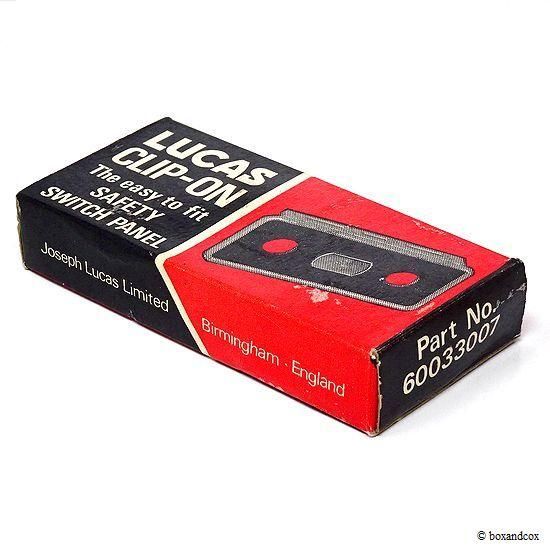 LUCAS
CLIP-ON
The easy to fit
SAFETY
SWITCH PANEL
Joseph Lucas Limited
Birmingham · England
Part No.
60033007
© boxandcox